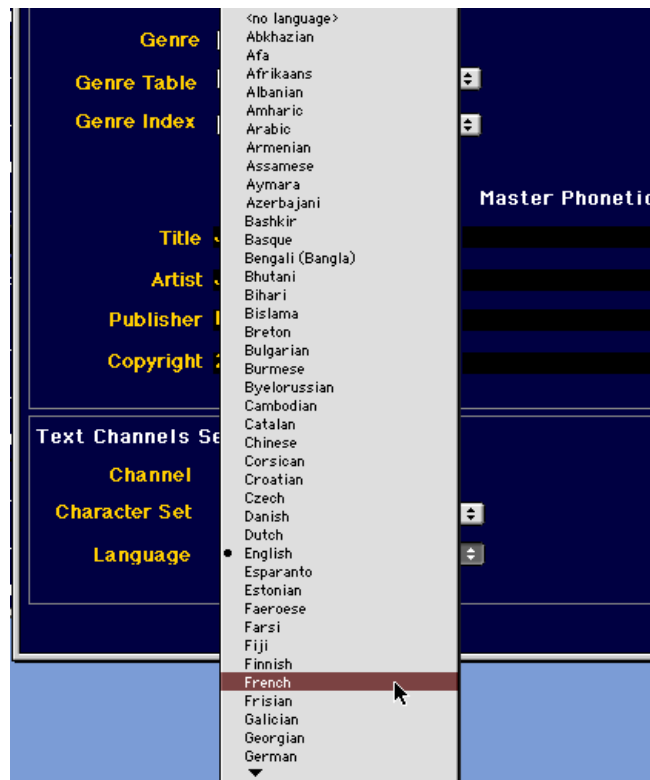 Genre
Genre Table
Genre Index
Master Phonetic
Title
Artist
Publisher
Copyright
Text Channels Se
Channel
Character Set
Language
<no language>
Abkhazian
Afa
Afrikaans
Albanian
Amharic
Arabic
Armenian
Assamese
Aymara
Azerbajani
Bashkir
Basque
Bengali (Bangla)
Bhutani
Bihari
Bislama
Breton
Bulgarian
Burmese
Byelorussian
Cambodian
Catalan
Chinese
Corsican
Croatian
Czech
Danish
Dutch
English
Esperanto
Estonian
Faeroese
Farsi
Fiji
Finnish
French
Frisian
Galician
Georgian
German